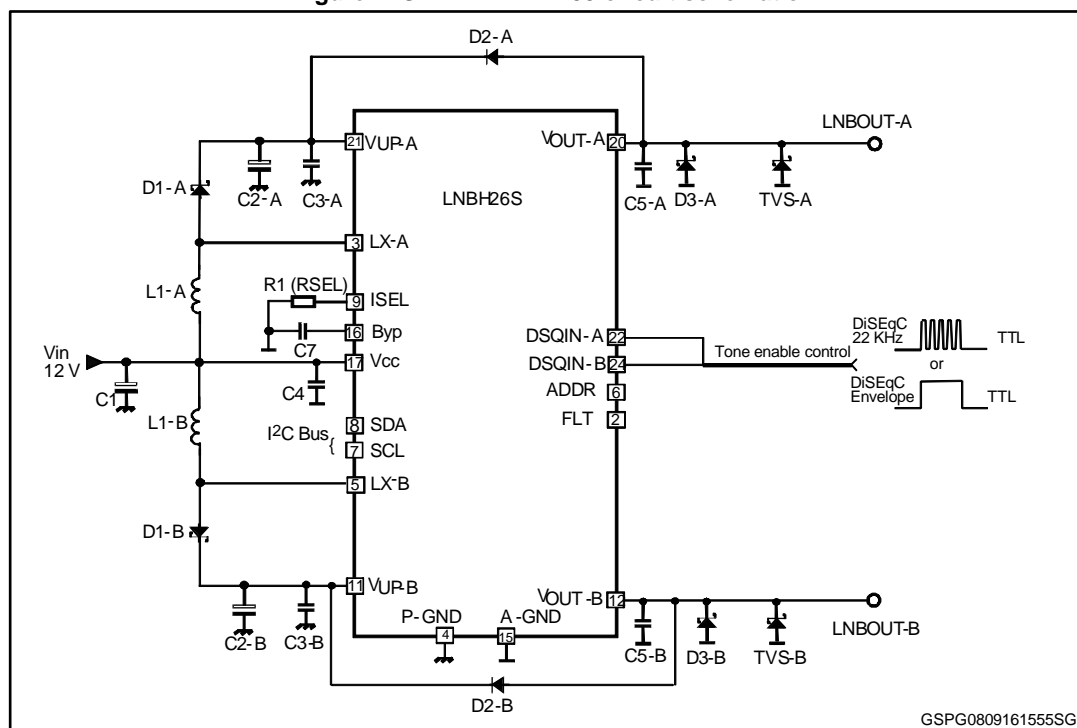 D2-A
LNBOUT-A
21 VUP-A
VOUT-A 20
D1-A
C2-A
C3-A
LNBH26S
C5-A
D3-A
TVS-A
3 LX-A
R1 (RSEL)
L1-A
9 ISEL
16 Byp
C7
DSQIN-A 22
DiSEqC
22 KHz
TTL
Tone enable control
or
Vin
12 V
17 Vcc
DSQIN-B 24
C1
C4
ADDR 6
DiSEqC
Envelope
TTL
L1-B
I²C Bus {
8 SDA
FLT 2
7 SCL
5 LX-B
D1-B
11 VUP-B
VOUT-B 12
P-GND
4
A-GND
15
LNBOUT-B
C2-B
C3-B
C5-B
D3-B
TVS-B
D2-B
GSPG0809161555SG